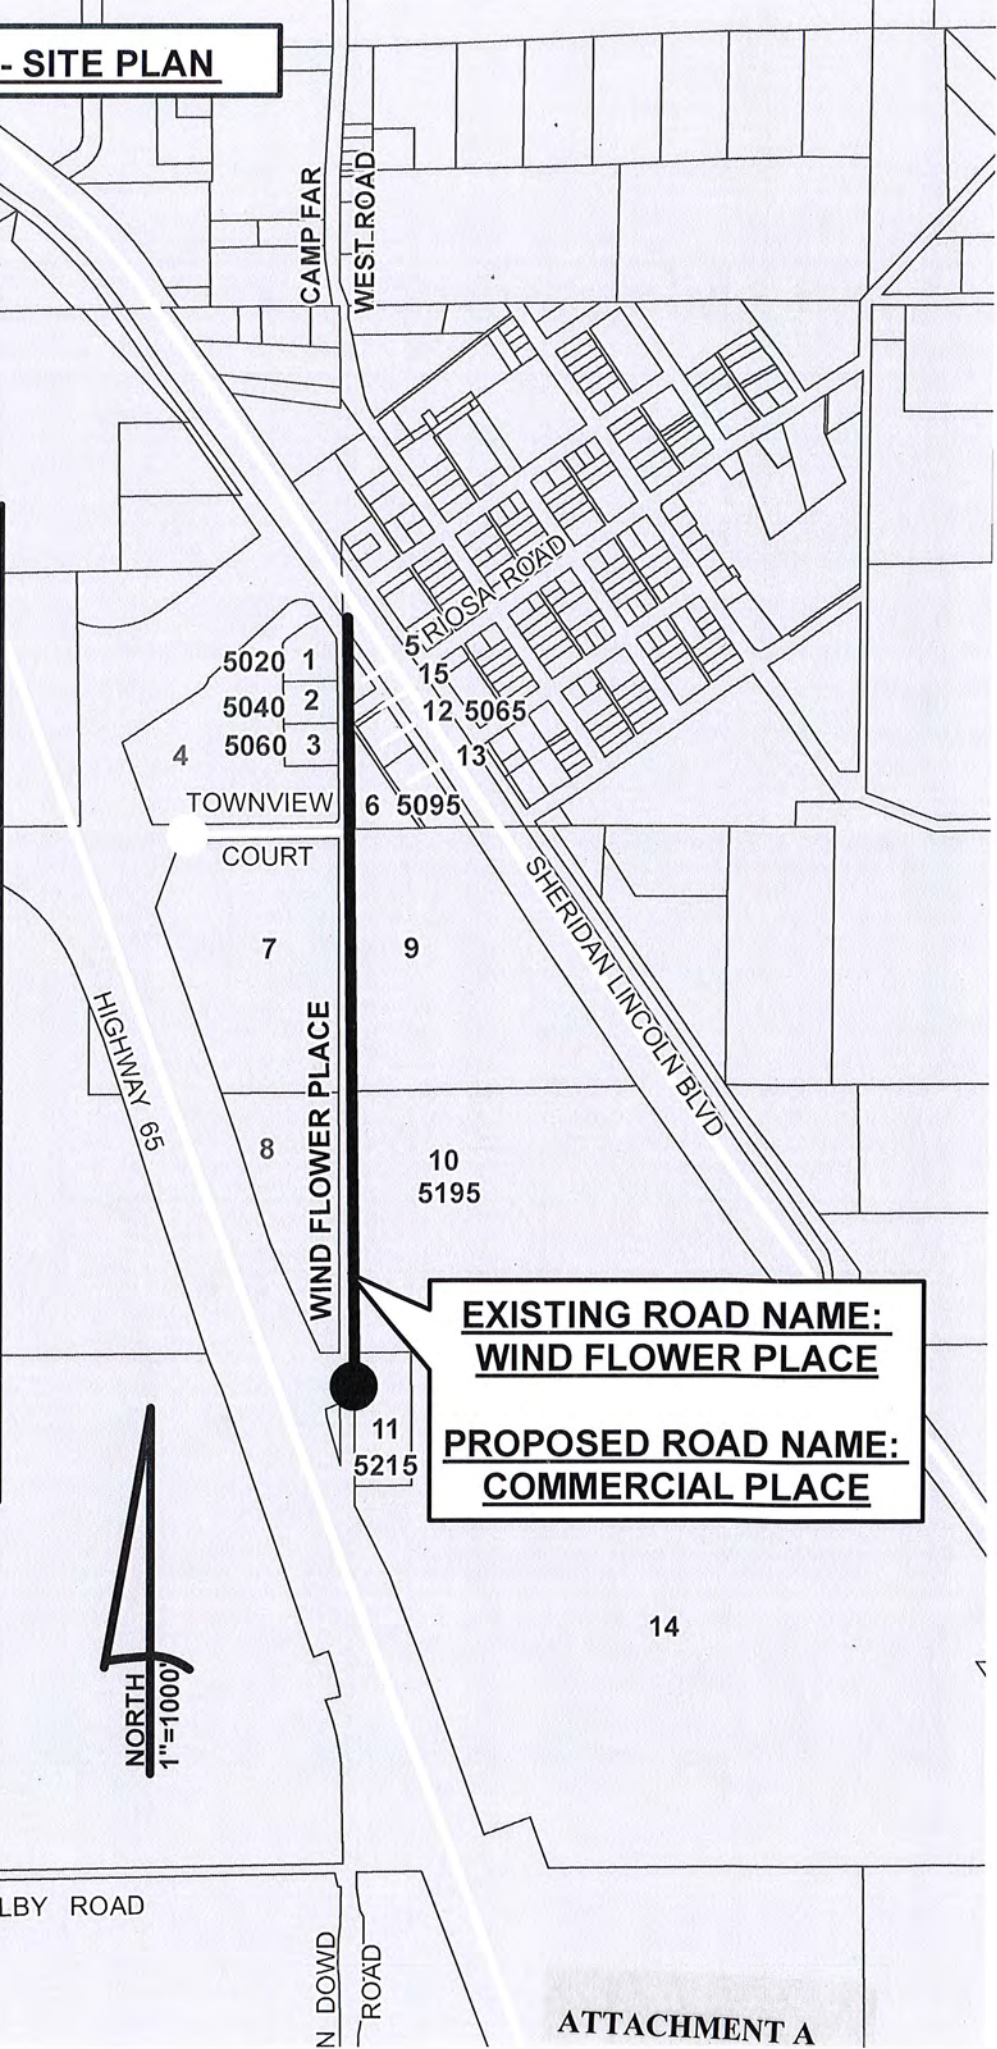 - SITE PLAN
CAMP FAR
WEST ROAD
RIOSA ROAD
5
15
5020 1
5040 2
12 5065
5060 3
13
4
TOWNVIEW
6 5095
COURT
SHERIDAN LINCOLN BLVD
7
9
HIGHWAY 65
WIND FLOWER PLACE
8
10
5195
EXISTING ROAD NAME:
WIND FLOWER PLACE
PROPOSED ROAD NAME:
COMMERCIAL PLACE
11
5215
14
NORTH
1"=1000'
LBY ROAD
N DOWD
ROAD
ATTACHMENT A